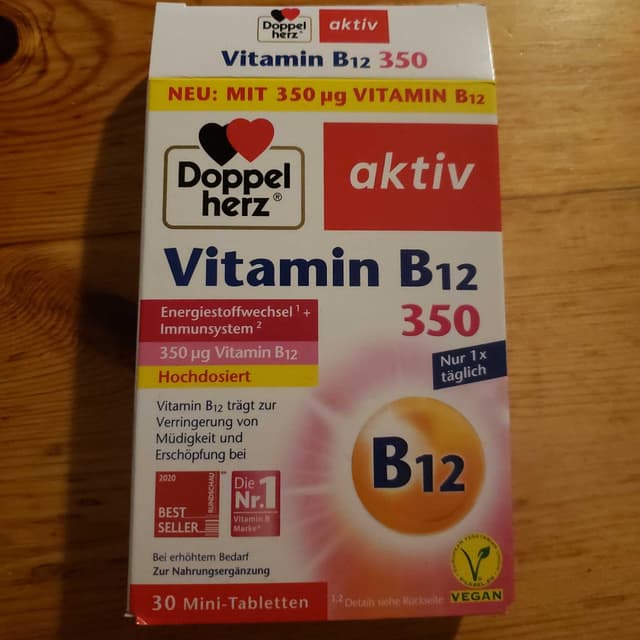 Doppel
herz®
aktiv
Vitamin B12 350
NEU: MIT 350 µg VITAMIN B12
Doppel
herz®
aktiv
Vitamin B12
350
Energiestoffwechsel¹ +
Immunsystem²
350 µg Vitamin B12
Hochdosiert
Nur 1x
täglich
Vitamin B12 trägt zur
Verringerung von
Müdigkeit und
Erschöpfung bei
B12
2020
BEST
SELLER
RUNDSCHAU
Die
Nr.1
Vitamin B
Marke*
Bei erhöhtem Bedarf
Zur Nahrungsergänzung
VEGAN
30 Mini-Tabletten
1,2 Details siehe Rückseite